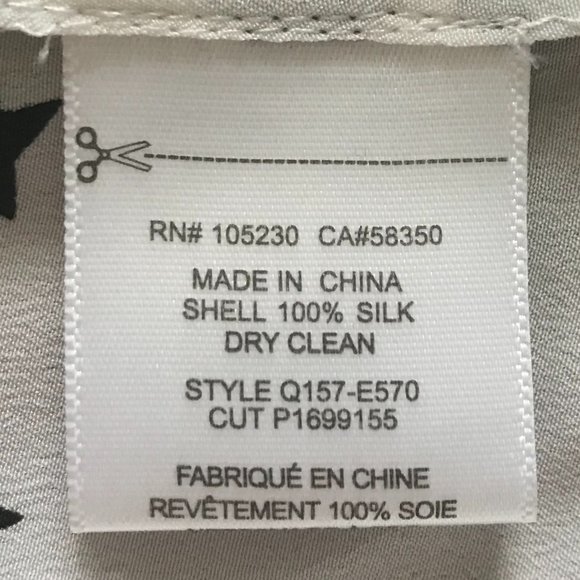 RN# 105230 CA#58350
MADE IN CHINA
SHELL 100% SILK
DRY CLEAN
STYLE Q157-E570
CUT P1699155
FABRIQUÉ EN CHINE
REVÊTEMENT 100% SOIE